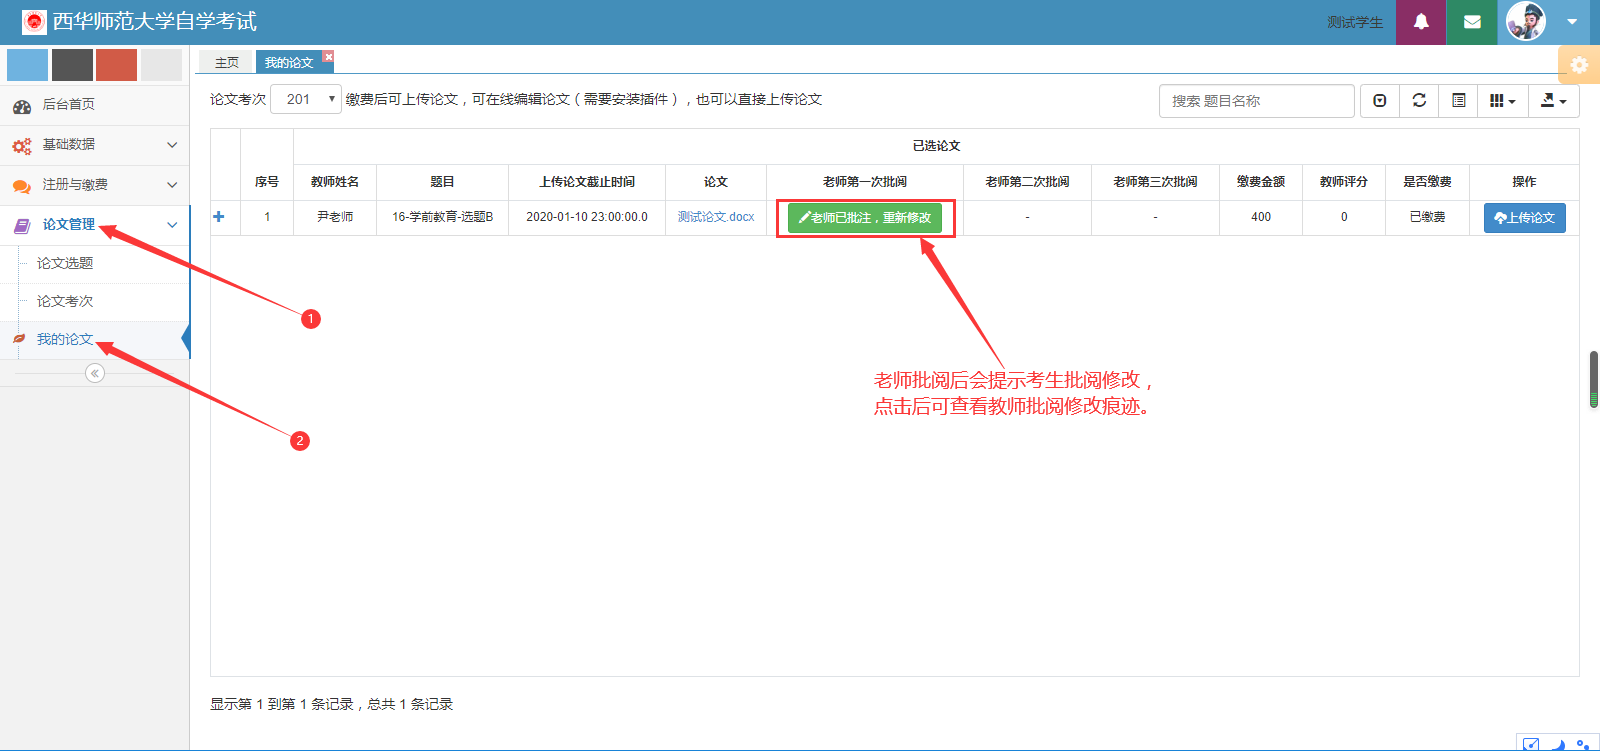 西华师范大学自学考试
测试学生
后台首页
基础数据
注册与缴费
论文管理
论文选题
论文考次
我的论文
主页
我的论文
论文考次 201 缴费后可上传论文，可在线编辑论文（需要安装插件），也可以直接上传论文
搜索 题目名称
已选论文
序号 教师姓名 题目 上传论文截止时间 论文 老师第一次批阅 老师第二次批阅 老师第三次批阅 缴费金额 教师评分 是否缴费 操作
1 尹老师 16-学前教育-选题B 2020-01-10 23:00:00.0 测试论文.docx 老师已批注，重新修改 - - 400 0 已缴费 上传论文
1
2
老师批阅后会提示考生批阅修改，
点击后可查看教师批阅修改痕迹。
显示第 1 到第 1 条记录，总共 1 条记录